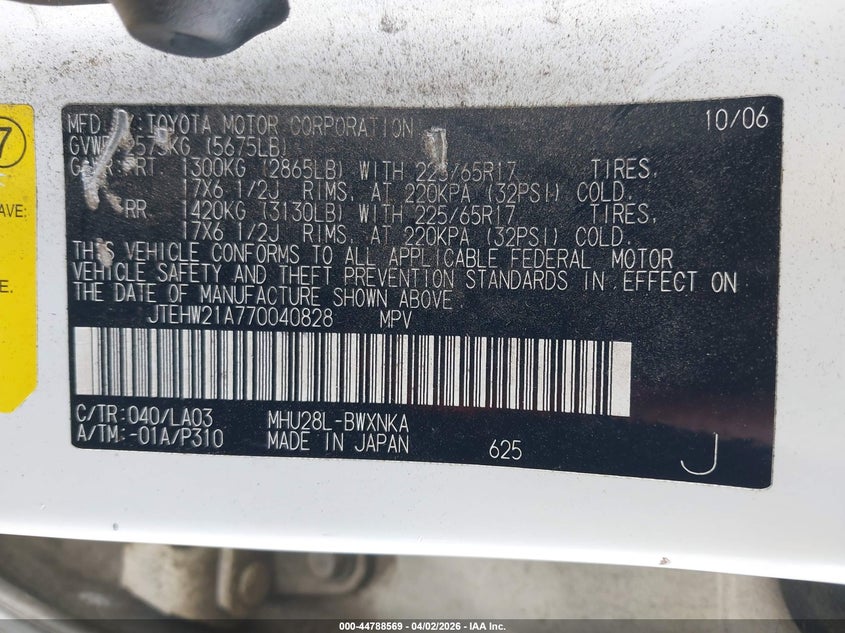 10/06
MFD. BY: TOYOTA MOTOR CORPORATION
GVWR 2575KG (5675LB)
GAWR FRT 1300KG (2865LB) WITH 225/65R17 TIRES,
17X6 1/2J RIMS, AT 220KPA (32PSI) COLD.
RR 1420KG (3130LB) WITH 225/65R17 TIRES,
17X6 1/2J RIMS, AT 220KPA (32PSI) COLD.
THIS VEHICLE CONFORMS TO ALL APPLICABLE FEDERAL MOTOR
VEHICLE SAFETY AND THEFT PREVENTION STANDARDS IN EFFECT ON
THE DATE OF MANUFACTURE SHOWN ABOVE.
JTEHW21A770040828 MPV
C/TR:040/LA03 MHU28L-BWXNKA
A/TM:-01A/P310 MADE IN JAPAN 625 J
7
AVE:
E.
000-44788569 | 04/02/2026 - IAA Inc.